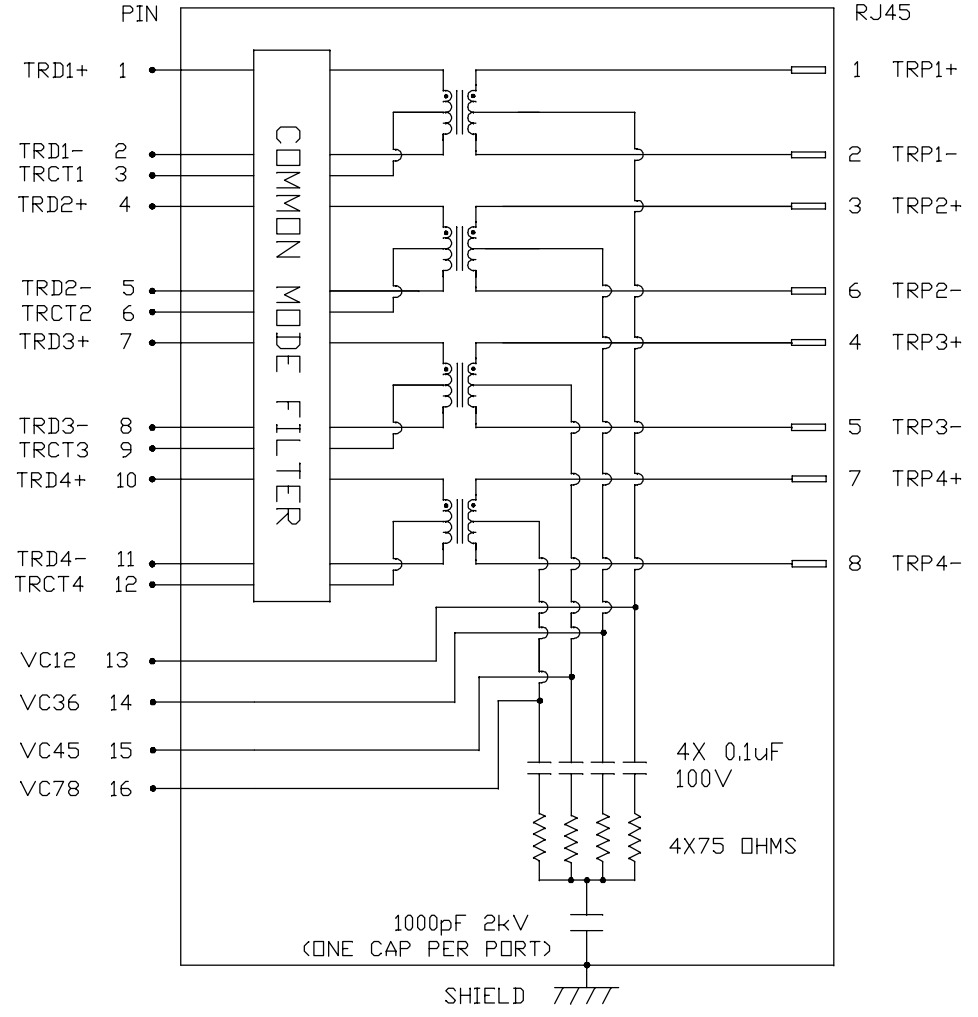 PIN RJ45
TRD1+ 1 1 TRP1+
TRD1- 2 2 TRP1-
TRCT1 3
TRD2+ 4 3 TRP2+
TRD2- 5 6 TRP2-
TRCT2 6
TRD3+ 7 4 TRP3+
TRD3- 8 5 TRP3-
TRCT3 9
TRD4+ 10 7 TRP4+
TRD4- 11 8 TRP4-
TRCT4 12
COMMON MODE FILTER
VC12 13
VC36 14
VC45 15
VC78 16
4X 0.1uF
100V
4X75 OHMS
1000pF 2kV
(ONE CAP PER PORT)
SHIELD